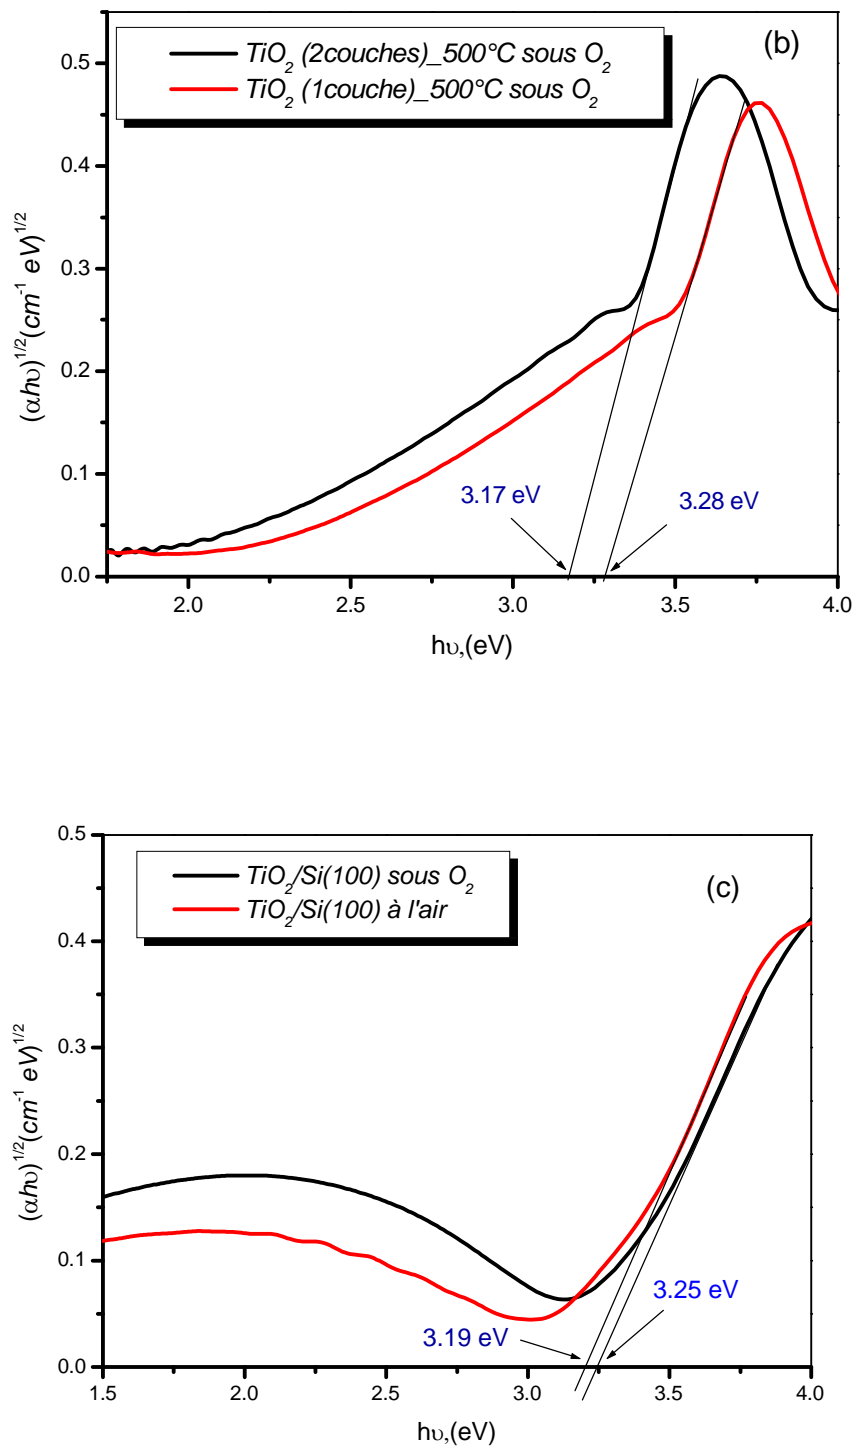 (b)
TiO2 (2couches)_500°C sous O2
TiO2 (1couche)_500°C sous O2
0.5
0.4
0.3
0.2
0.1
0.0
(αhυ)1/2(cm-1 eV)1/2
3.17 eV
3.28 eV
2.0 2.5 3.0 3.5 4.0
hυ,(eV)
(c)
TiO2/Si(100) sous O2
TiO2/Si(100) à l'air
0.5
0.4
0.3
0.2
0.1
0.0
(αhυ)1/2(cm-1 eV)1/2
3.19 eV
3.25 eV
1.5 2.0 2.5 3.0 3.5 4.0
hυ,(eV)